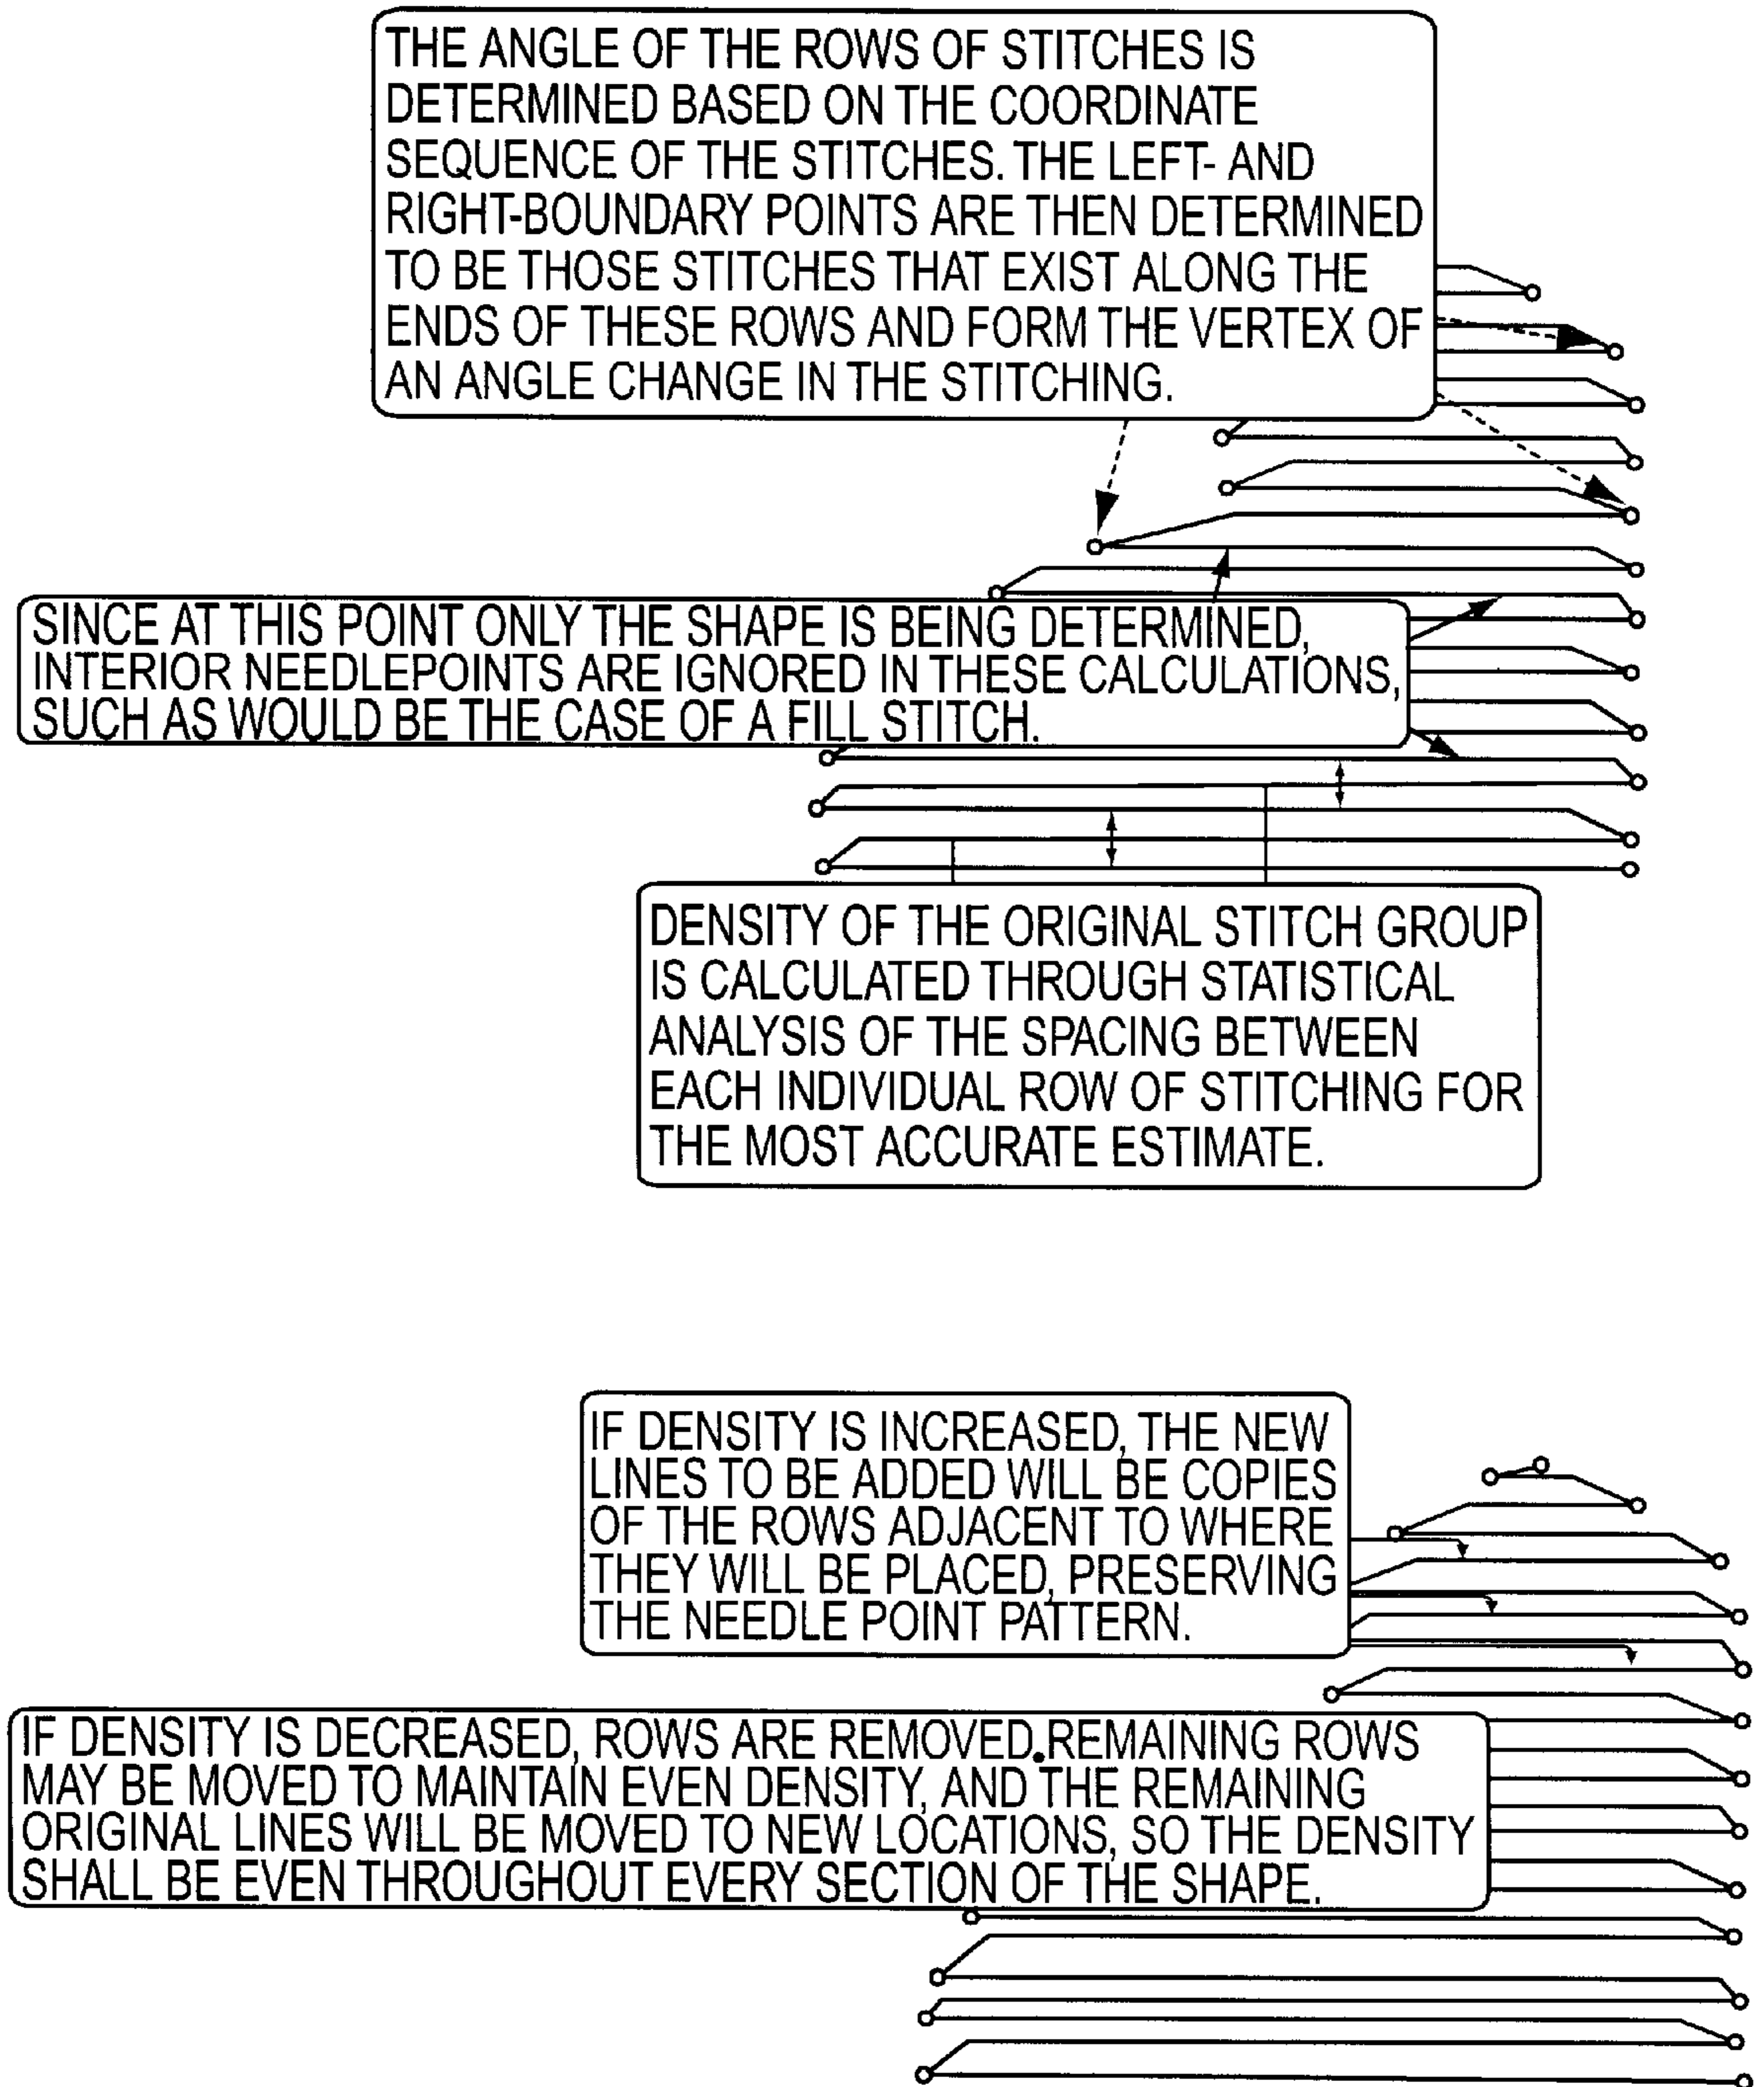 THE ANGLE OF THE ROWS OF STITCHES IS
DETERMINED BASED ON THE COORDINATE
SEQUENCE OF THE STITCHES. THE LEFT- AND
RIGHT-BOUNDARY POINTS ARE THEN DETERMINED
TO BE THOSE STITCHES THAT EXIST ALONG THE
ENDS OF THESE ROWS AND FORM THE VERTEX OF
AN ANGLE CHANGE IN THE STITCHING.
SINCE AT THIS POINT ONLY THE SHAPE IS BEING DETERMINED,
INTERIOR NEEDLEPOINTS ARE IGNORED IN THESE CALCULATIONS,
SUCH AS WOULD BE THE CASE OF A FILL STITCH.
DENSITY OF THE ORIGINAL STITCH GROUP
IS CALCULATED THROUGH STATISTICAL
ANALYSIS OF THE SPACING BETWEEN
EACH INDIVIDUAL ROW OF STITCHING FOR
THE MOST ACCURATE ESTIMATE.
IF DENSITY IS INCREASED, THE NEW
LINES TO BE ADDED WILL BE COPIES
OF THE ROWS ADJACENT TO WHERE
THEY WILL BE PLACED, PRESERVING
THE NEEDLE POINT PATTERN.
IF DENSITY IS DECREASED, ROWS ARE REMOVED.REMAINING ROWS
MAY BE MOVED TO MAINTAIN EVEN DENSITY, AND THE REMAINING
ORIGINAL LINES WILL BE MOVED TO NEW LOCATIONS, SO THE DENSITY
SHALL BE EVEN THROUGHOUT EVERY SECTION OF THE SHAPE.